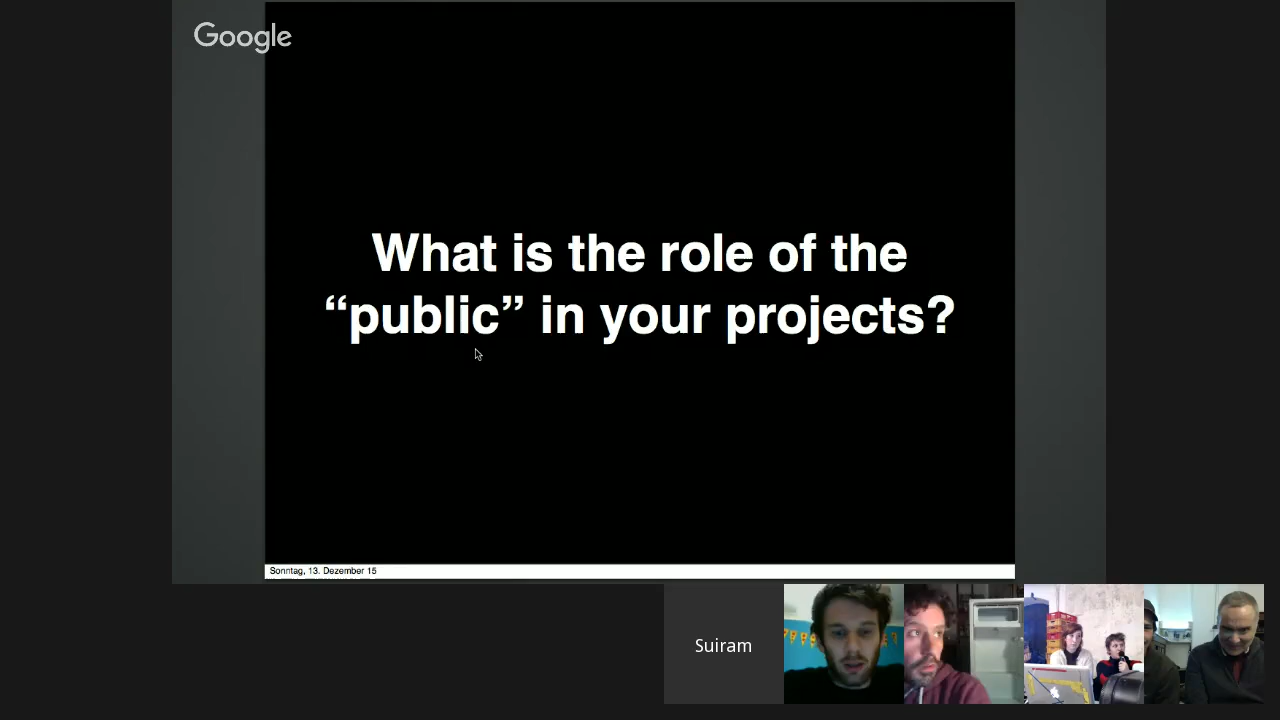 Google
What is the role of the
“public” in your projects?
Sonntag, 13. Dezember 15
Suiram